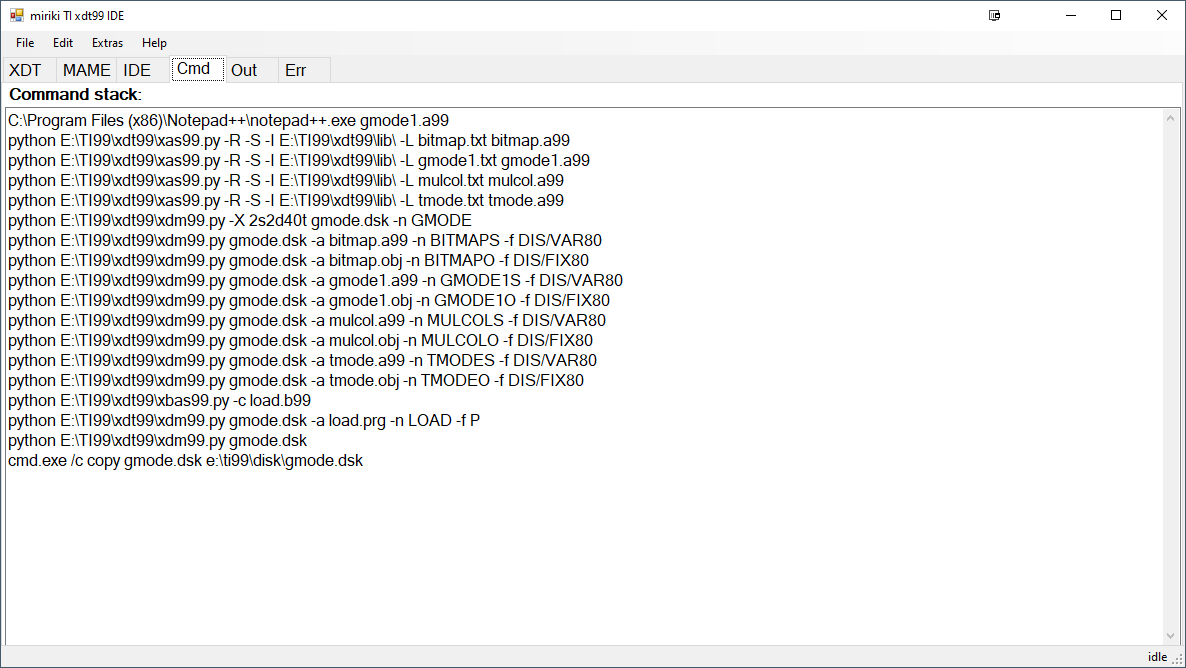 miriki TI xdt99 IDE
File Edit Extras Help
XDT MAME IDE Cmd Out Err
Command stack:
C:\Program Files (x86)\Notepad++\notepad++.exe gmode1.a99
python E:\TI99\xdt99\xas99.py -R -S -I E:\TI99\xdt99\lib\ -L bitmap.txt bitmap.a99
python E:\TI99\xdt99\xas99.py -R -S -I E:\TI99\xdt99\lib\ -L gmode1.txt gmode1.a99
python E:\TI99\xdt99\xas99.py -R -S -I E:\TI99\xdt99\lib\ -L mulcol.txt mulcol.a99
python E:\TI99\xdt99\xas99.py -R -S -I E:\TI99\xdt99\lib\ -L tmode.txt tmode.a99
python E:\TI99\xdt99\xdm99.py -X 2s2d40t gmode.dsk -n GMODE
python E:\TI99\xdt99\xdm99.py gmode.dsk -a bitmap.a99 -n BITMAPS -f DIS/VAR80
python E:\TI99\xdt99\xdm99.py gmode.dsk -a bitmap.obj -n BITMAPO -f DIS/FIX80
python E:\TI99\xdt99\xdm99.py gmode.dsk -a gmode1.a99 -n GMODE1S -f DIS/VAR80
python E:\TI99\xdt99\xdm99.py gmode.dsk -a gmode1.obj -n GMODE1O -f DIS/FIX80
python E:\TI99\xdt99\xdm99.py gmode.dsk -a mulcol.a99 -n MULCOLS -f DIS/VAR80
python E:\TI99\xdt99\xdm99.py gmode.dsk -a mulcol.obj -n MULCOLO -f DIS/FIX80
python E:\TI99\xdt99\xdm99.py gmode.dsk -a tmode.a99 -n TMODES -f DIS/VAR80
python E:\TI99\xdt99\xdm99.py gmode.dsk -a tmode.obj -n TMODEO -f DIS/FIX80
python E:\TI99\xdt99\xbas99.py -c load.b99
python E:\TI99\xdt99\xdm99.py gmode.dsk -a load.prg -n LOAD -f P
python E:\TI99\xdt99\xdm99.py gmode.dsk
cmd.exe /c copy gmode.dsk e:\ti99\disk\gmode.dsk
idle